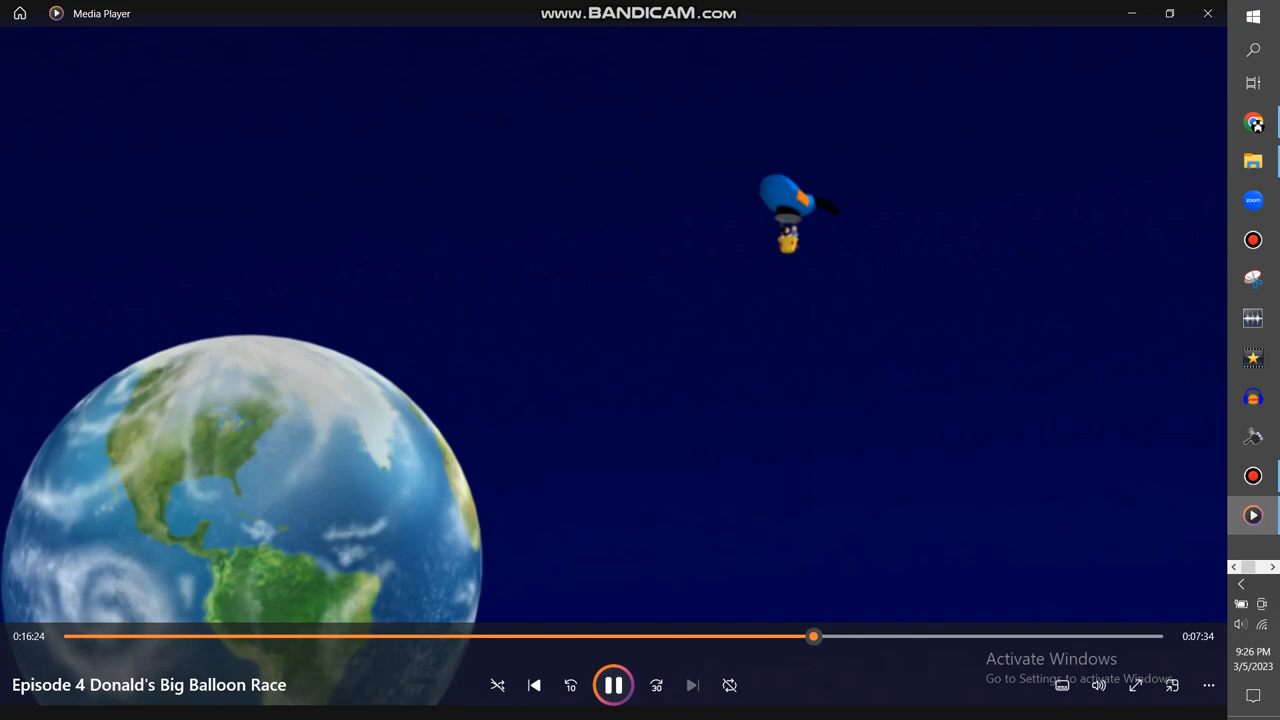 Media Player
www.BANDICAM.com
zoom
0:16:24
0:07:34
Episode 4 Donald's Big Balloon Race
10
30
Activate Windows
Go to Settings to activate Windows.
9:26 PM
3/5/2023